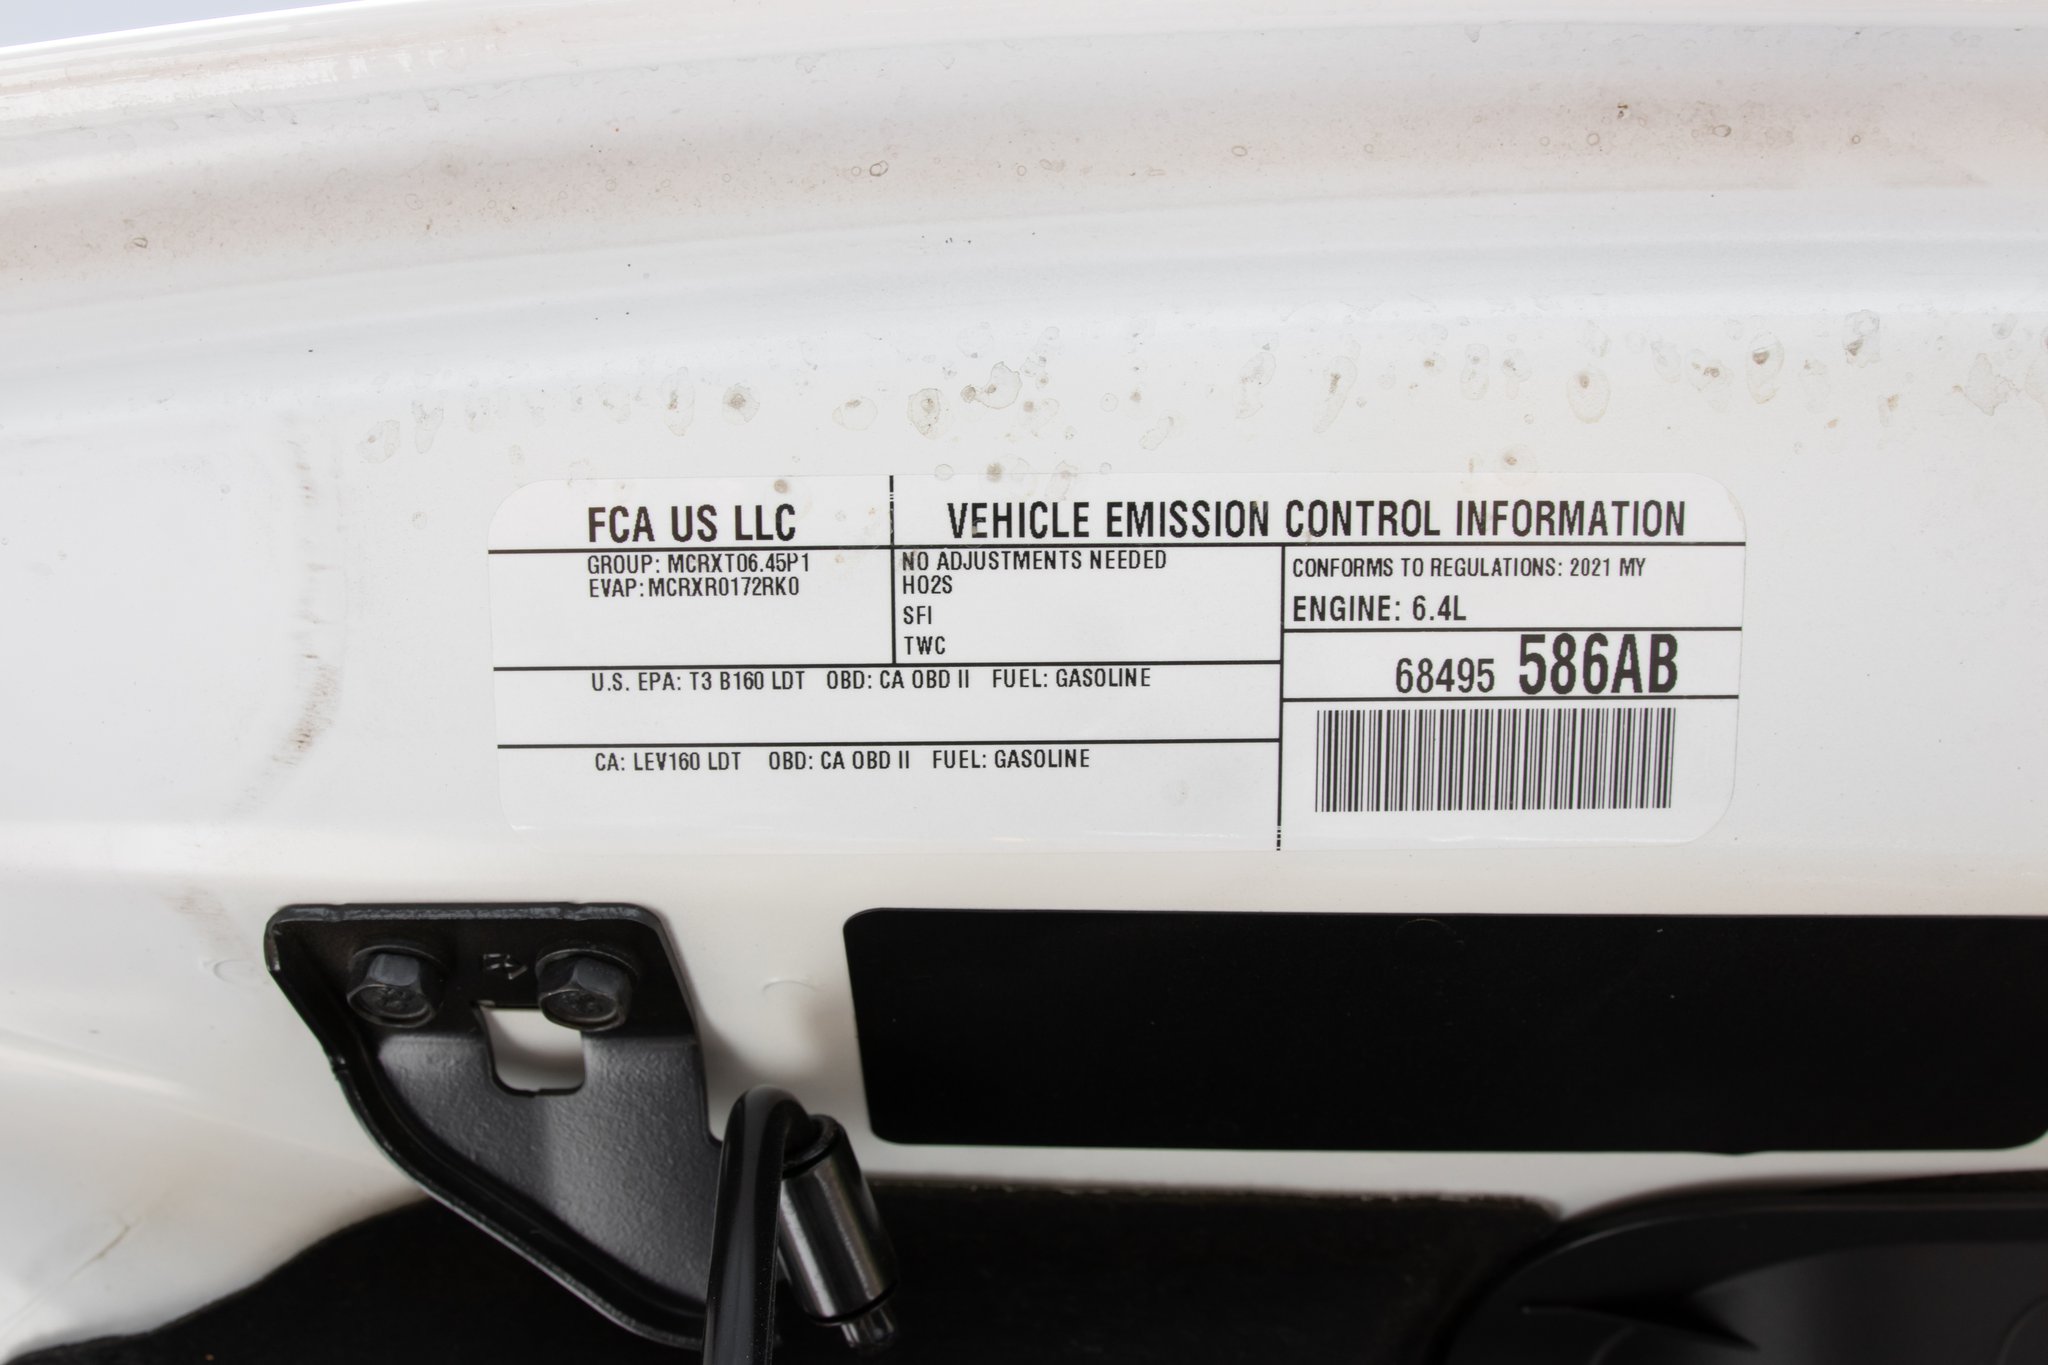 FCA US LLC
VEHICLE EMISSION CONTROL INFORMATION
GROUP: MCRXT06.45P1
EVAP: MCRXR0172RK0
NO ADJUSTMENTS NEEDED
HO2S
SFI
TWC
CONFORMS TO REGULATIONS: 2021 MY
ENGINE: 6.4L
68495 586AB
U.S. EPA: T3 B160 LDT OBD: CA OBD II FUEL: GASOLINE
CA: LEV160 LDT OBD: CA OBD II FUEL: GASOLINE